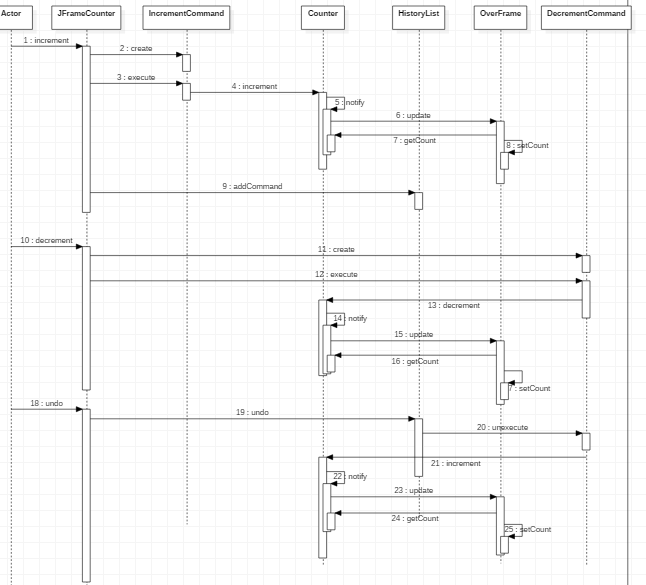 Actor JFrameCounter IncrementCommand Counter HistoryList OverFrame DecrementCommand
1 : increment
2 : create
3 : execute
4 : increment
5 : notify
6 : update
7 : getCount
8 : setCount
9 : addCommand
10 : decrement
11 : create
12 : execute
13 : decrement
14 : notify
15 : update
16 : getCount
7 : setCount
18 : undo
19 : undo
20 : unexecute
21 : increment
22 : notify
23 : update
24 : getCount
25 : setCount